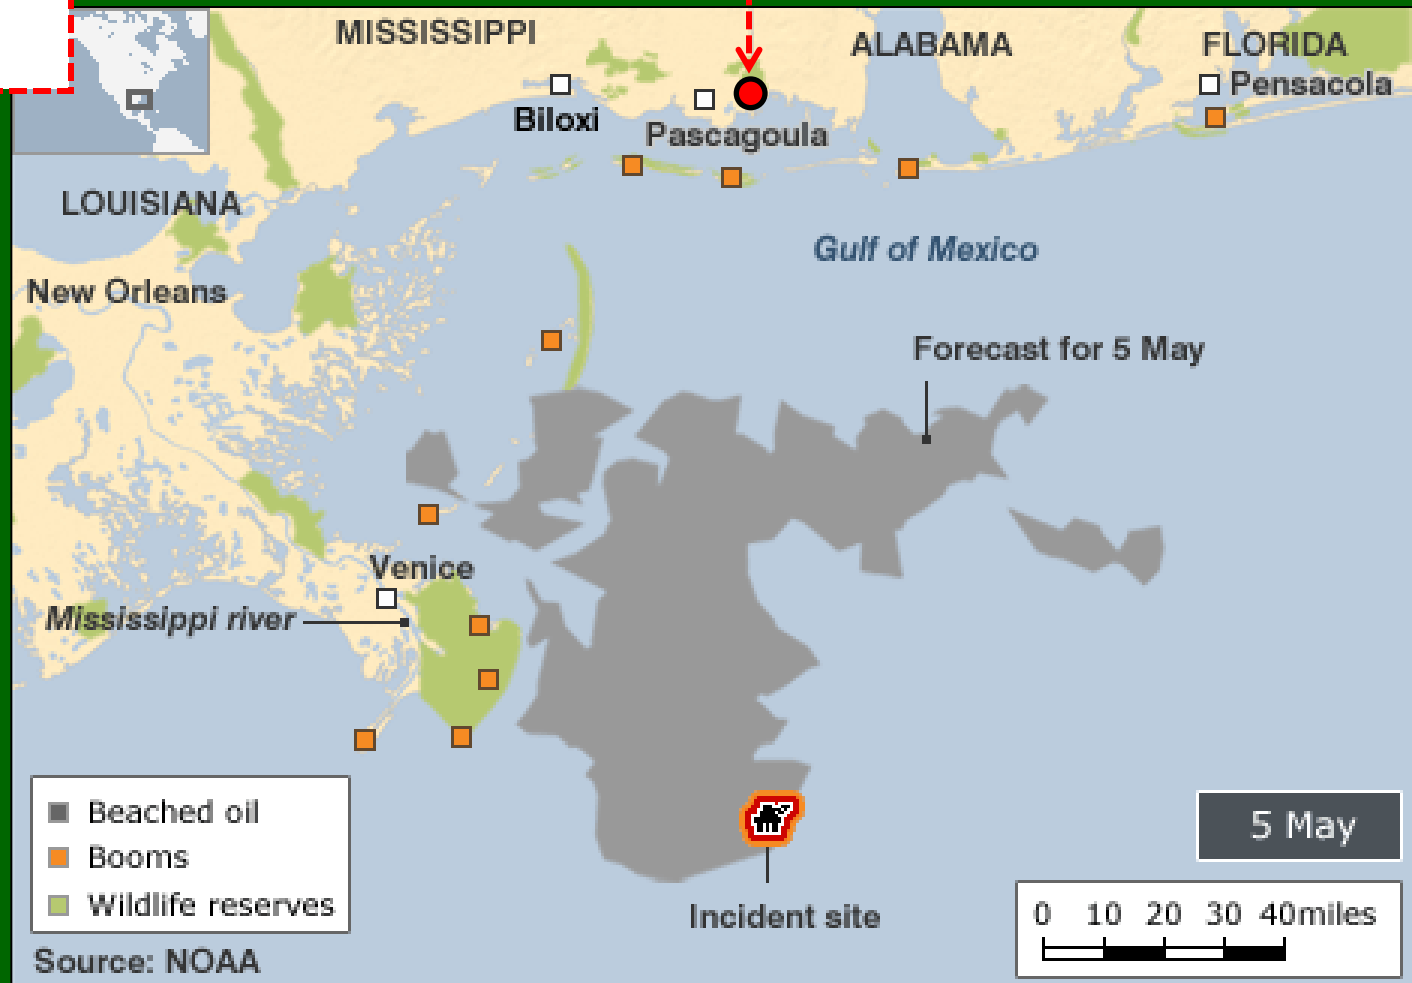 MISSISSIPPI
ALABAMA
FLORIDA
Pensacola
Biloxi
Pascagoula
LOUISIANA
Gulf of Mexico
New Orleans
Forecast for 5 May
Venice
Mississippi river
Beached oil
Booms
Wildlife reserves
5 May
0 10 20 30 40miles
Incident site
Source: NOAA